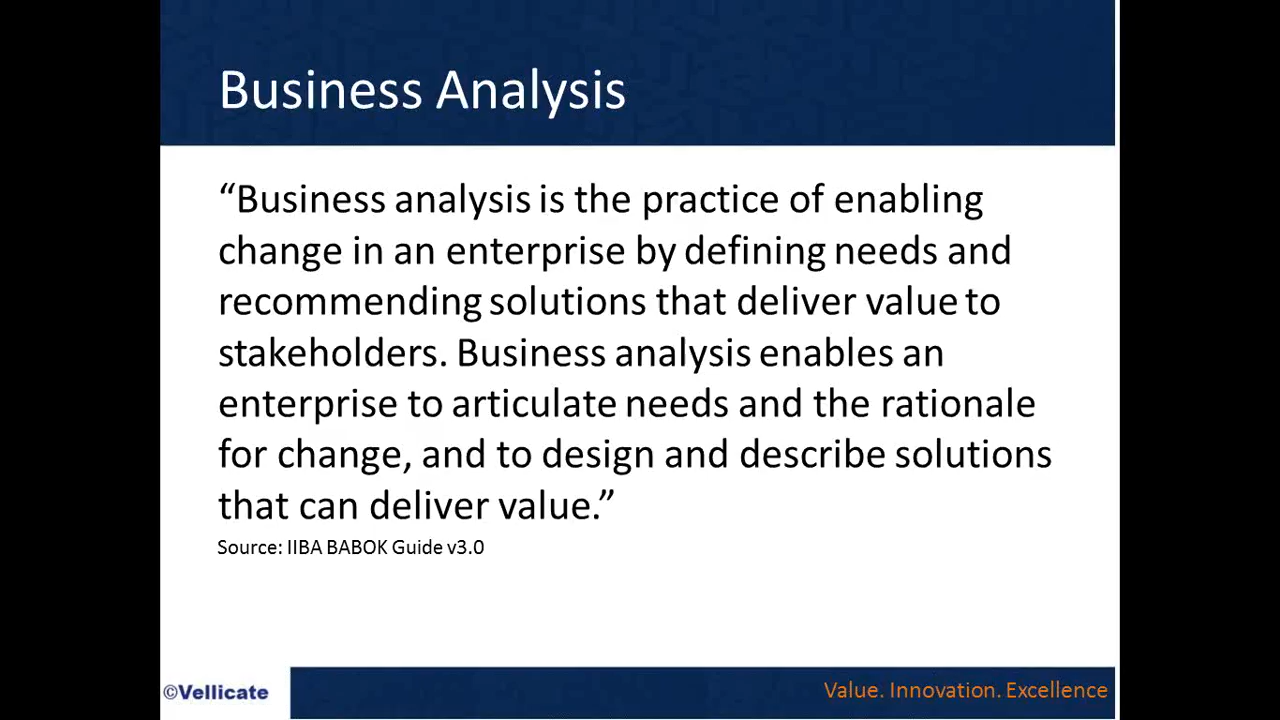 Business Analysis
“Business analysis is the practice of enabling
change in an enterprise by defining needs and
recommending solutions that deliver value to
stakeholders. Business analysis enables an
enterprise to articulate needs and the rationale
for change, and to design and describe solutions
that can deliver value.”
Source: IIBA BABOK Guide v3.0
©Vellicate
Value. Innovation. Excellence